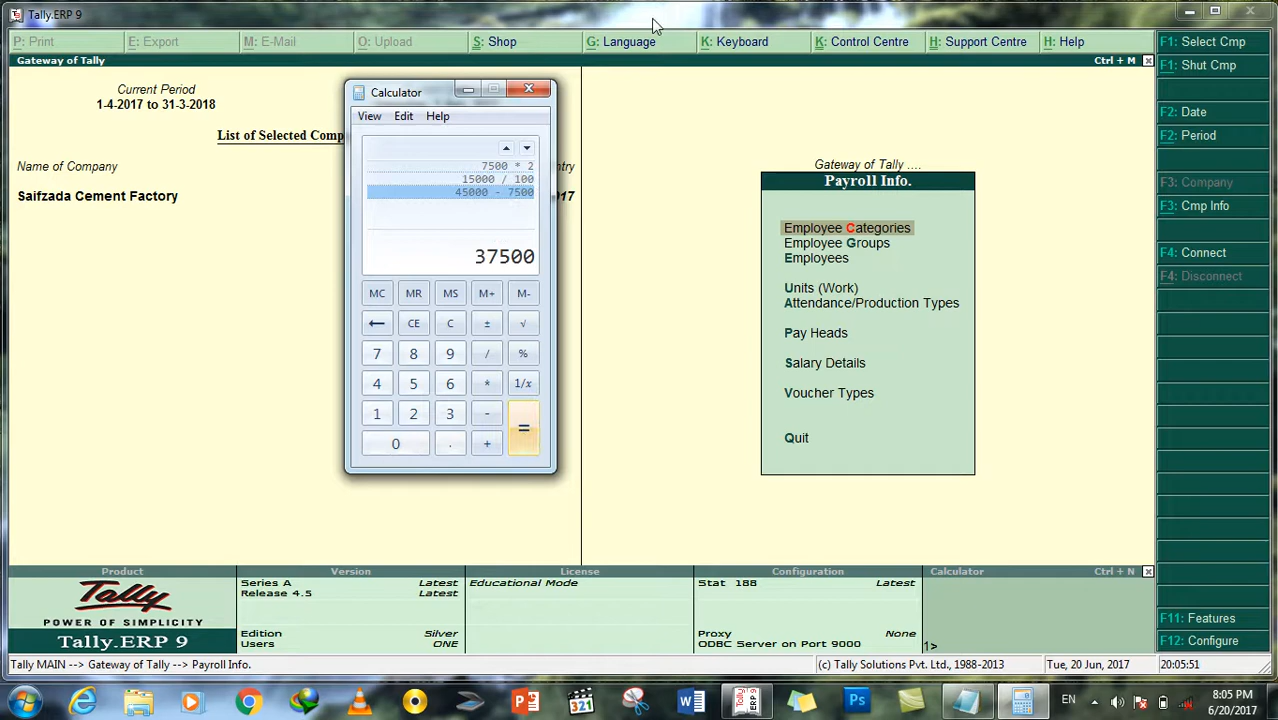 Tally.ERP 9
P: Print
E: Export
M: E-Mail
O: Upload
S: Shop
G: Language
K: Keyboard
K: Control Centre
H: Support Centre
H: Help
F1: Select Cmp
F1: Shut Cmp
F2: Date
F2: Period
F3: Company
F3: Cmp Info
F4: Connect
F4: Disconnect
F11: Features
F12: Configure
Gateway of Tally
Ctrl + M
Current Period
1-4-2017 to 31-3-2018
List of Selected Comp
Name of Company
Saifzada Cement Factory
Calculator
View Edit Help
7500 * 2
15000 / 100
45000 - 7500
37500
MC MR MS M+ M-
← CE C ± √
7 8 9 / %
4 5 6 * 1/x
1 2 3 - =
0 . +
Gateway of Tally ....
Payroll Info.
Employee Categories
Employee Groups
Employees
Units (Work)
Attendance/Production Types
Pay Heads
Salary Details
Voucher Types
Quit
Product
Tally
POWER OF SIMPLICITY
Tally.ERP 9
Version
Series A Latest
Release 4.5 Latest
Edition Silver
Users ONE
License
Educational Mode
Configuration
Stat 188 Latest
Proxy None
ODBC Server on Port 9000
Calculator Ctrl + N
1>
Tally MAIN --> Gateway of Tally --> Payroll Info.
(c) Tally Solutions Pvt. Ltd., 1988-2013
Tue, 20 Jun, 2017
20:05:51
EN
8:05 PM
6/20/2017